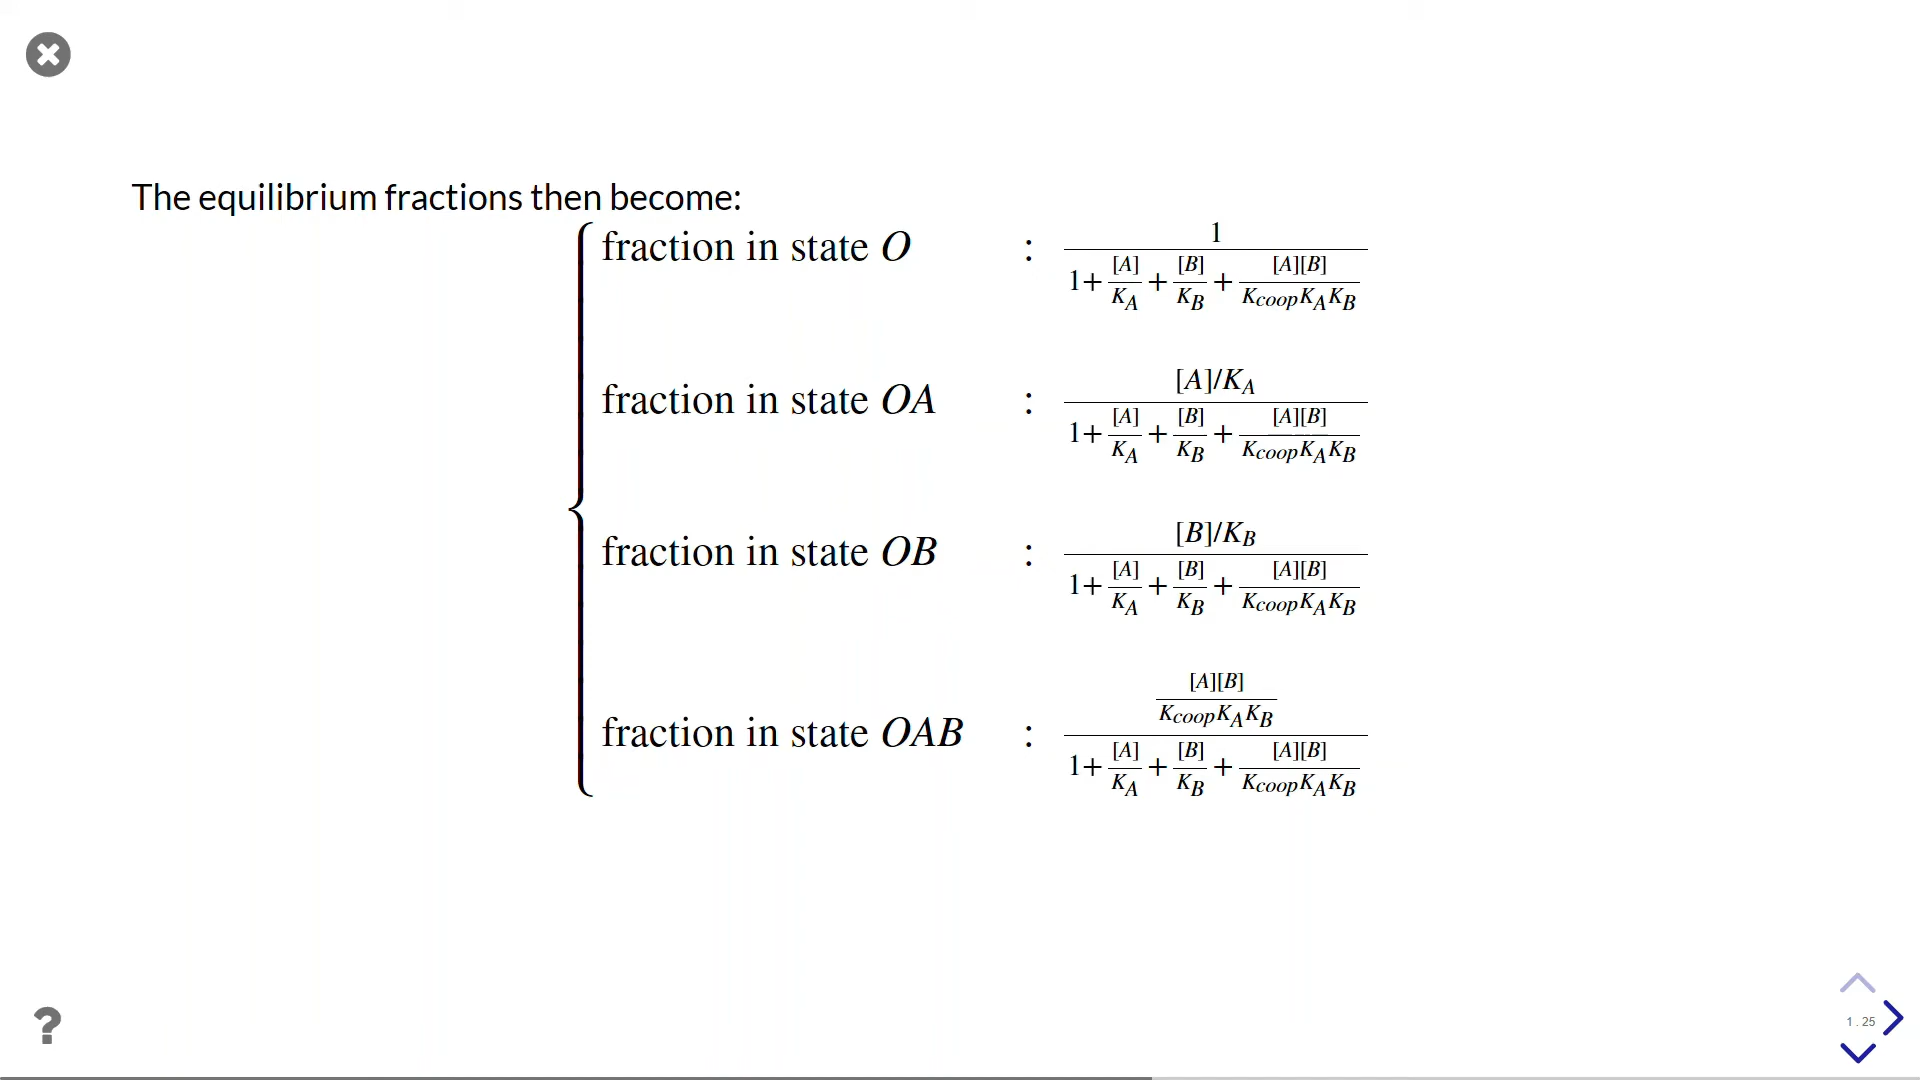 The equilibrium fractions then become:
fraction in state O : 1 / (1 + [A]/K_A + [B]/K_B + [A][B]/(K_coop K_A K_B))
fraction in state OA : ([A]/K_A) / (1 + [A]/K_A + [B]/K_B + [A][B]/(K_coop K_A K_B))
fraction in state OB : ([B]/K_B) / (1 + [A]/K_A + [B]/K_B + [A][B]/(K_coop K_A K_B))
fraction in state OAB : ([A][B]/(K_coop K_A K_B)) / (1 + [A]/K_A + [B]/K_B + [A][B]/(K_coop K_A K_B))
?
1 . 25